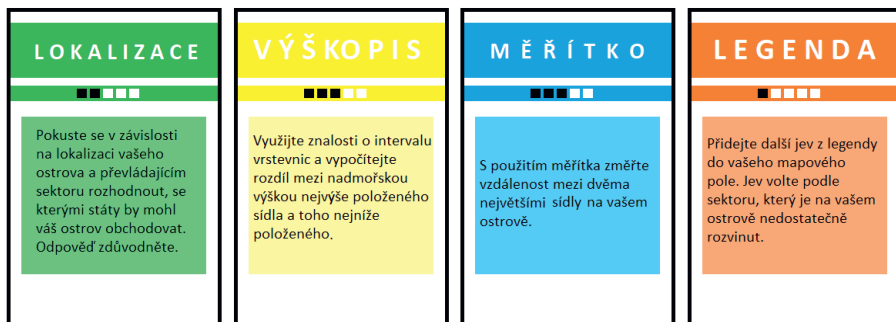 LOKALIZACE
Pokuste se v závislosti
na lokalizaci vašeho
ostrova a převládajícím
sektoru rozhodnout, se
kterými státy by mohl
váš ostrov obchodovat.
Odpověď zdůvodněte.
VÝŠKOPIS
Využijte znalosti o intervalu
vrstevnic a vypočítejte
rozdíl mezi nadmořskou
výškou nejvýše položeného
sídla a toho nejníže
položeného.
MĚŘÍTKO
S použitím měřítka změřte
vzdálenost mezi dvěma
největšími sídly na vašem
ostrově.
LEGENDA
Přidejte další jev z legendy
do vašeho mapového
pole. Jev volte podle
sektoru, který je na vašem
ostrově nedostatečně
rozvinut.